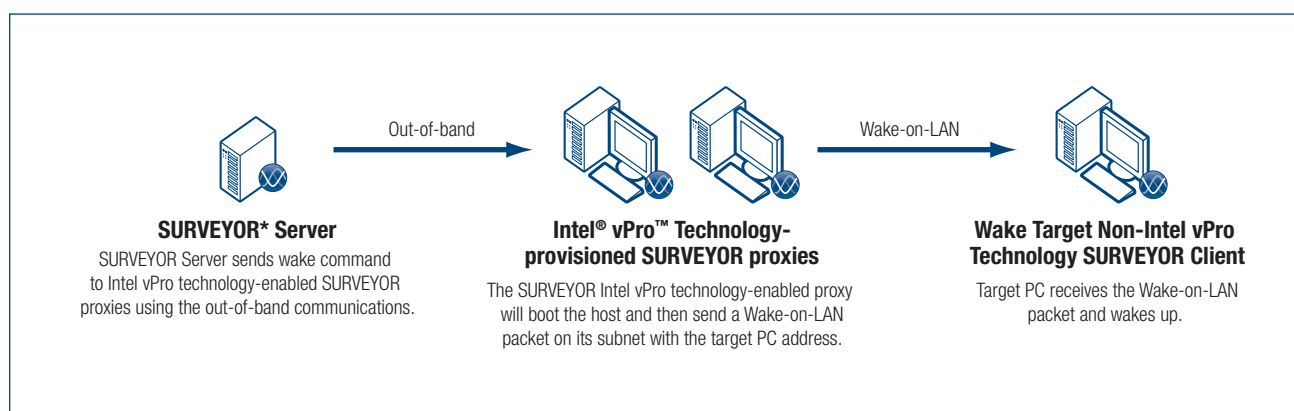 Out-of-band
Wake-on-LAN
SURVEYOR* Server
SURVEYOR Server sends wake command
to Intel vPro technology-enabled SURVEYOR
proxies using the out-of-band communications.
Intel® vPro™ Technology-
provisioned SURVEYOR proxies
The SURVEYOR Intel vPro technology-enabled proxy
will boot the host and then send a Wake-on-LAN
packet on its subnet with the target PC address.
Wake Target Non-Intel vPro
Technology SURVEYOR Client
Target PC receives the Wake-on-LAN
packet and wakes up.